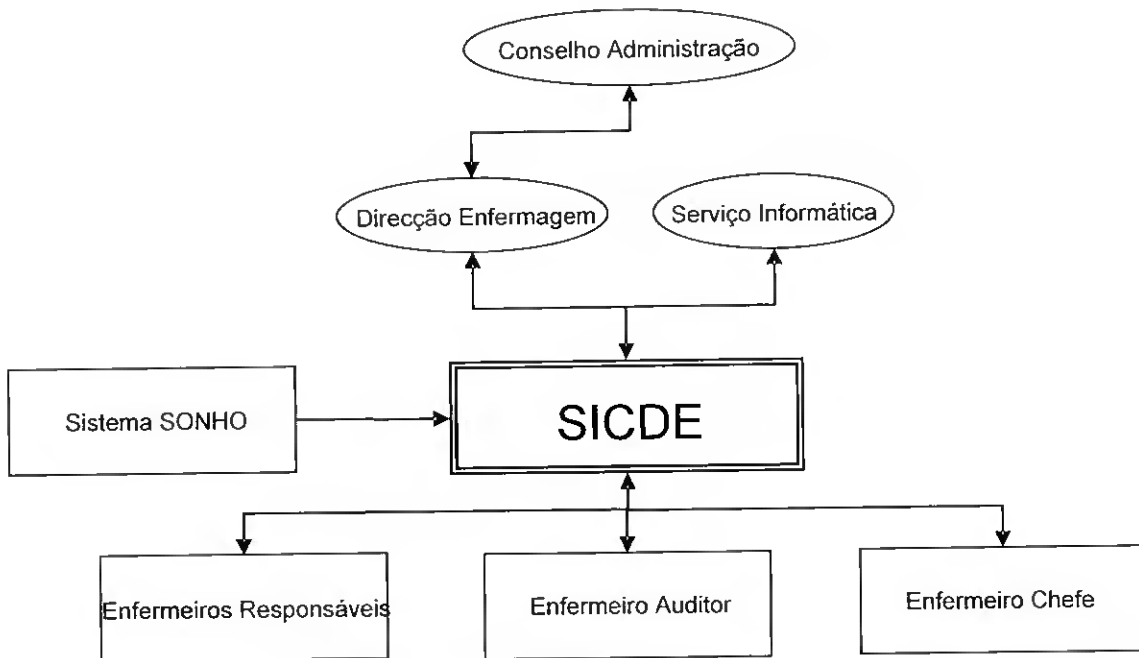 Conselho Administração
Direcção Enfermagem
Serviço Informática
Sistema SONHO
SICDE
Enfermeiros Responsáveis
Enfermeiro Auditor
Enfermeiro Chefe